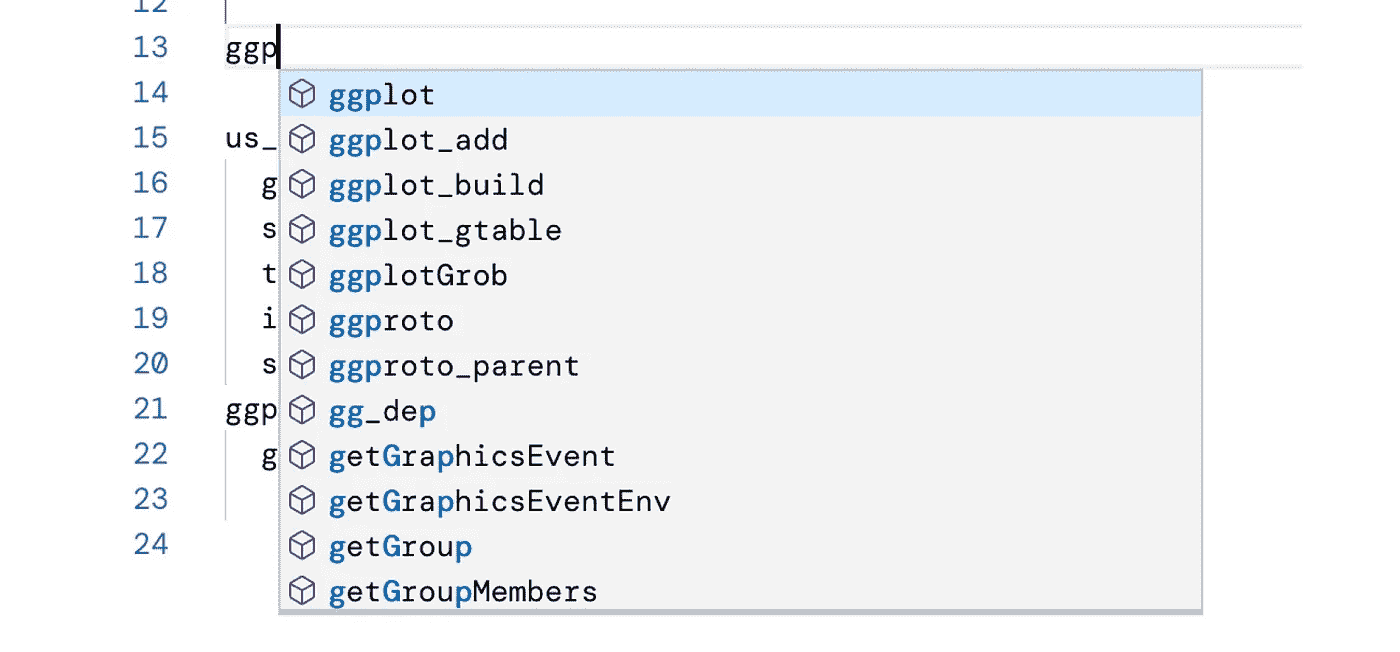 12
13 ggp
ggplot
14
ggplot_add
15 us_
ggplot_build
16 g
ggplot_gtable
17 s
ggplotGrob
18 t
ggproto
19 i
ggproto_parent
20 s
gg_dep
21 ggp
getGraphicsEvent
22 g
getGraphicsEventEnv
23
getGroup
24
getGroupMembers